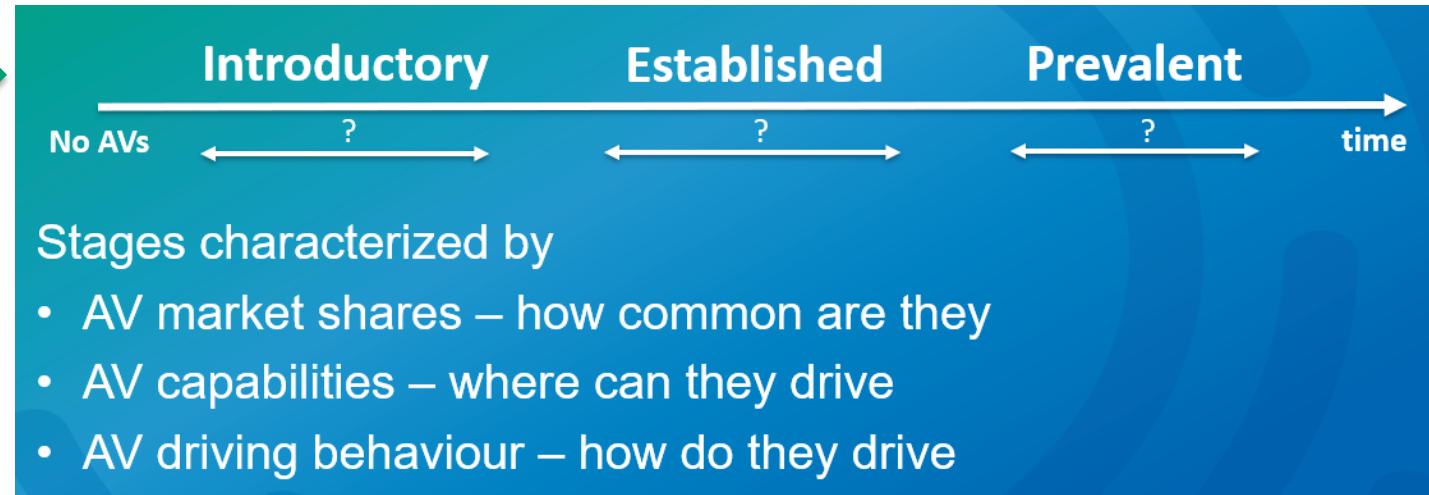 Introductory Established Prevalent
No AVs ? ? ? time
Stages characterized by
• AV market shares – how common are they
• AV capabilities – where can they drive
• AV driving behaviour – how do they drive